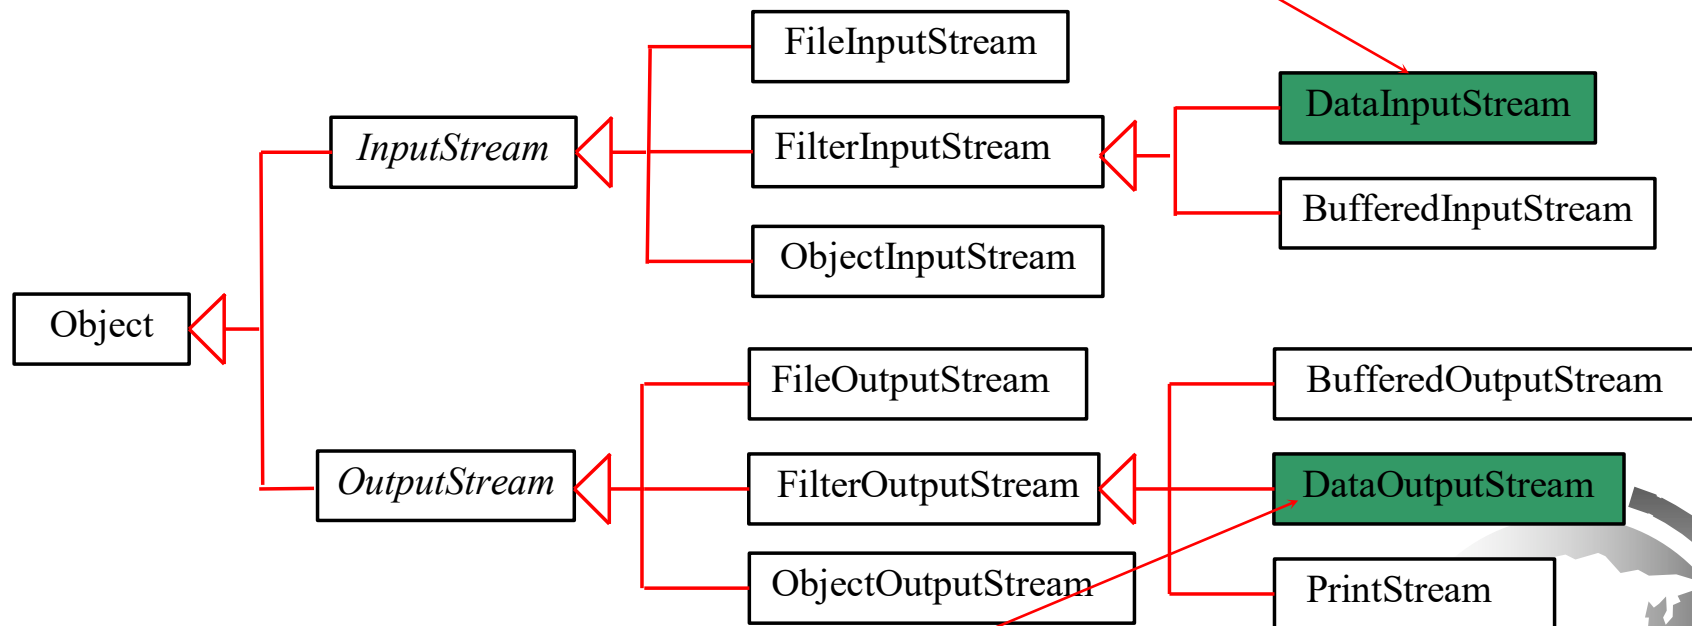 FileInputStream
DataInputStream
InputStream
FilterInputStream
BufferedInputStream
ObjectInputStream
Object
FileOutputStream
BufferedOutputStream
OutputStream
FilterOutputStream
DataOutputStream
ObjectOutputStream
PrintStream